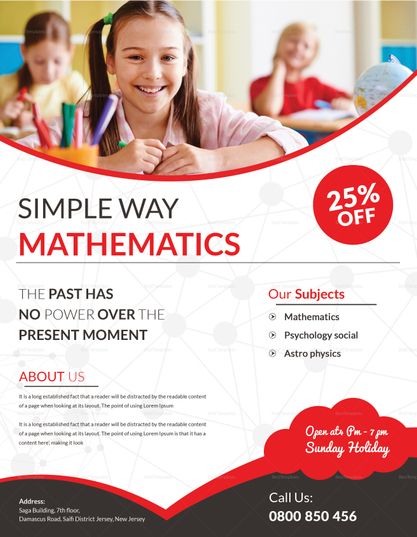 25%
OFF
SIMPLE WAY
MATHEMATICS
THE PAST HAS
NO POWER OVER THE
PRESENT MOMENT
Our Subjects
Mathematics
Psychology social
Astro physics
ABOUT US
It is a long established fact that a reader will be distracted by the readable content
of a page when looking at its layout. The point of using Lorem Ipsum
It is a long established fact that a reader will be distracted by the readable content
of a page when looking at its layout. The point of using Lorem Ipsum is that it has a
content here, making it look
Open at4 Pm - 7 pm
Sunday Holiday
Address:
Saga Building, 7th floor,
Damascus Road, Saifi District Jersey, New Jersey
Call Us:
0800 850 456